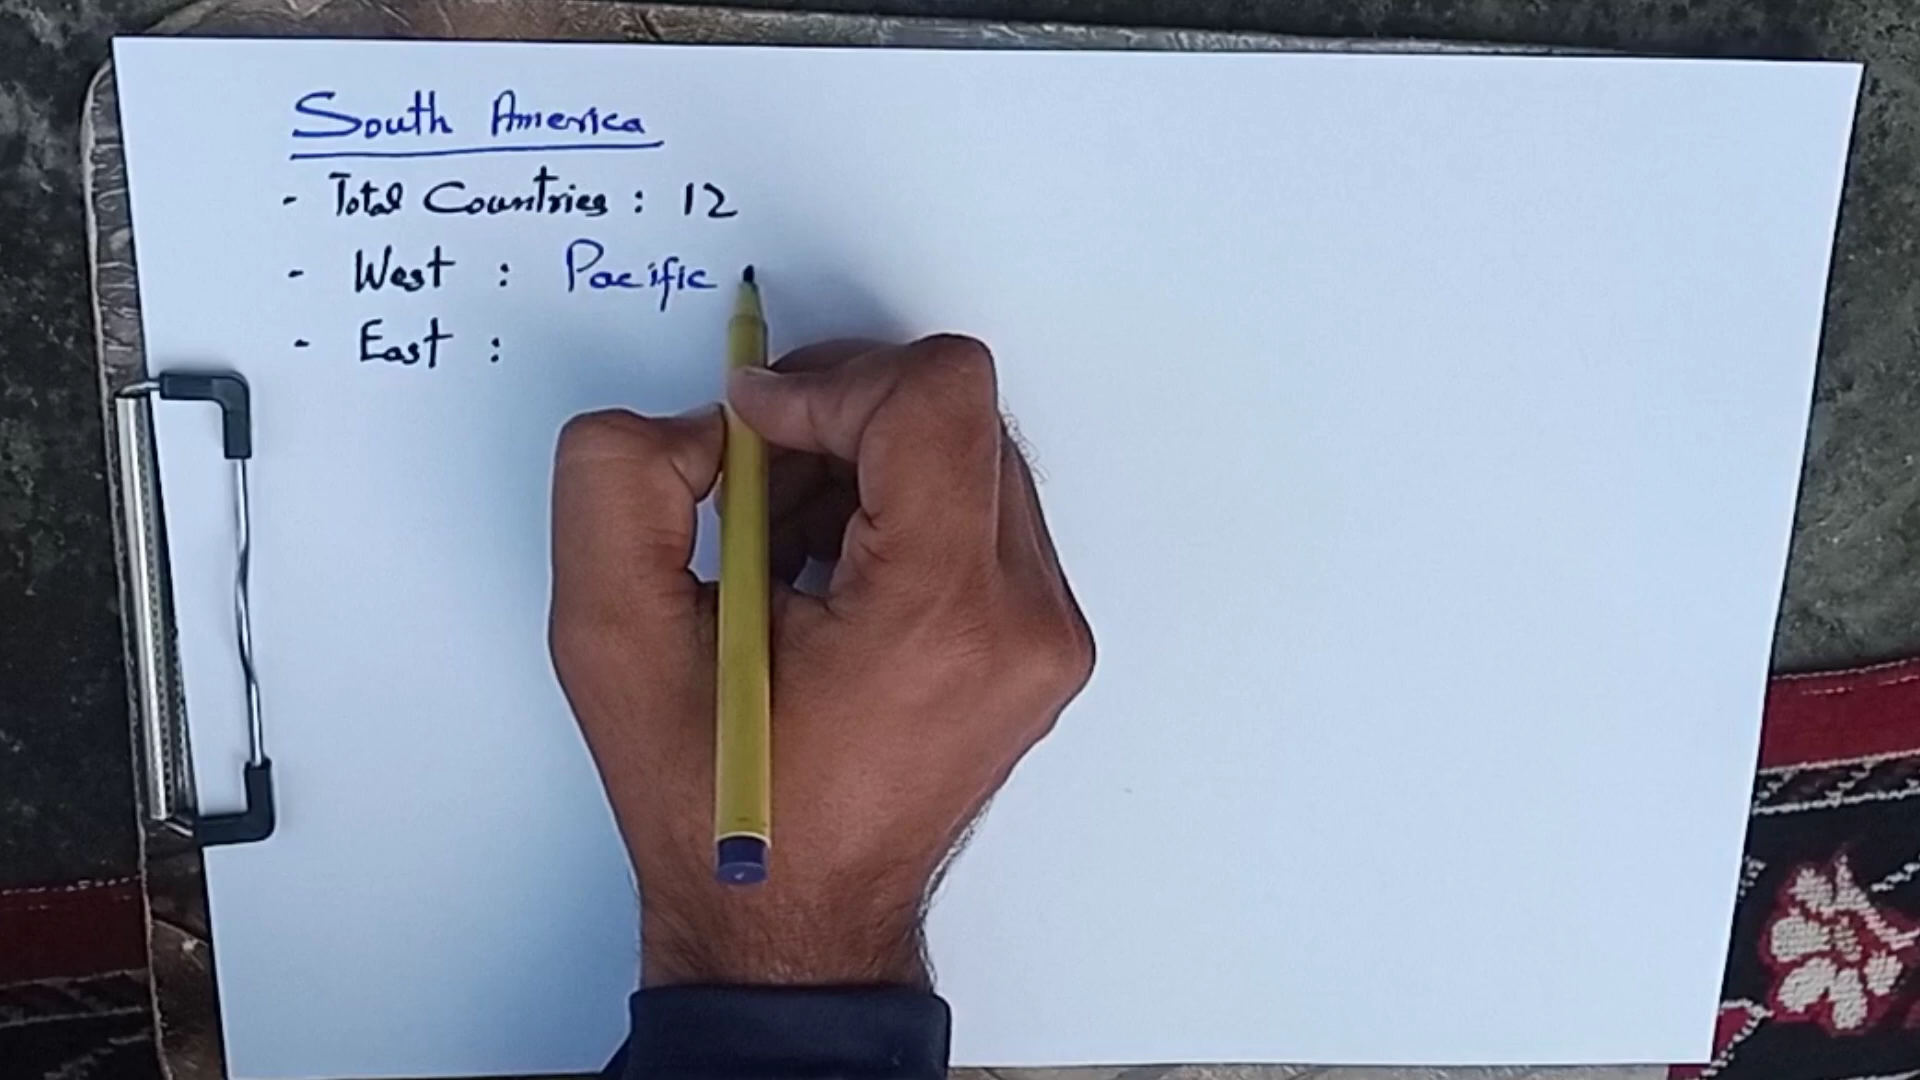 South America
- Total Countries : 12
- West : Pacific
- East :